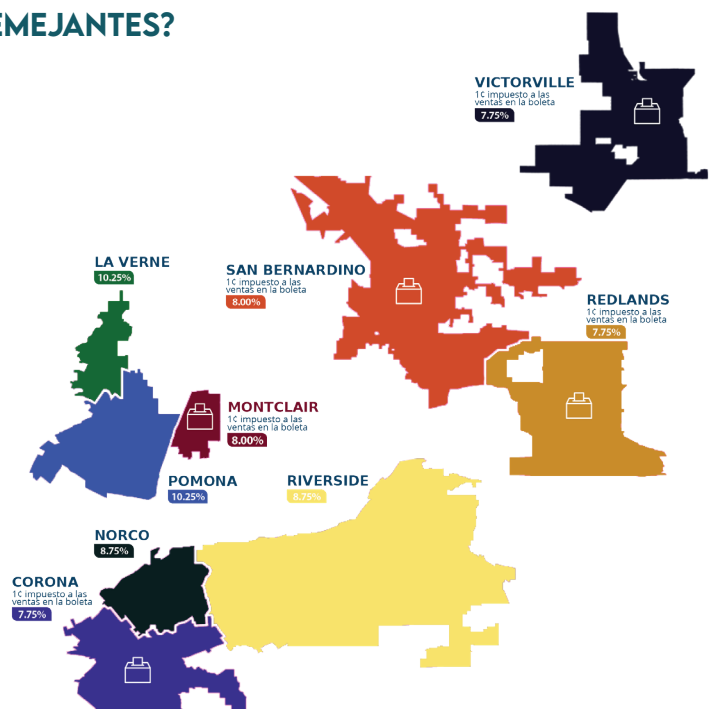 EMEJANTES?
VICTORVILLE
1¢ impuesto a las
ventas en la boleta
7.75%
LA VERNE
10.25%
SAN BERNARDINO
1¢ impuesto a las
ventas en la boleta
8.00%
REDLANDS
1¢ impuesto a las
ventas en la boleta
7.75%
MONTCLAIR
1¢ impuesto a las
ventas en la boleta
8.00%
POMONA
10.25%
RIVERSIDE
8.75%
NORCO
8.75%
CORONA
1¢ impuesto a las
ventas en la boleta
7.75%